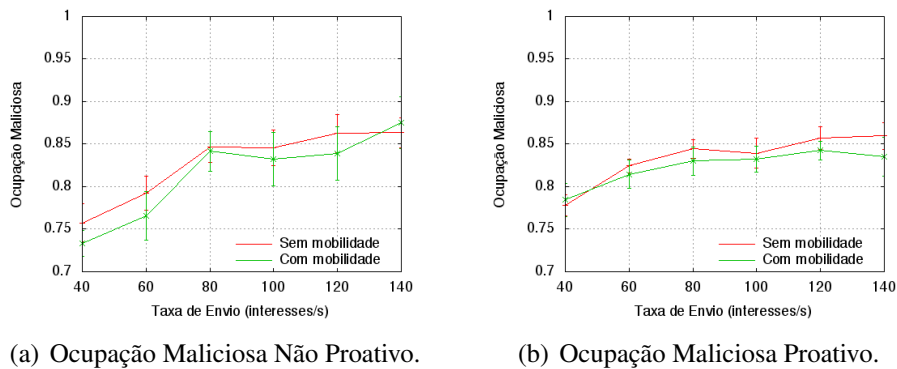 1
0.95
0.9
0.85
0.8
0.75
0.7
Ocupação Maliciosa
Sem mobilidade
Com mobilidade
40 60 80 100 120 140
Taxa de Envio (interesses/s)
(a) Ocupação Maliciosa Não Proativo.
1
0.95
0.9
0.85
0.8
0.75
0.7
Ocupação Maliciosa
Sem mobilidade
Com mobilidade
40 60 80 100 120 140
Taxa de Envio (interesses/s)
(b) Ocupação Maliciosa Proativo.